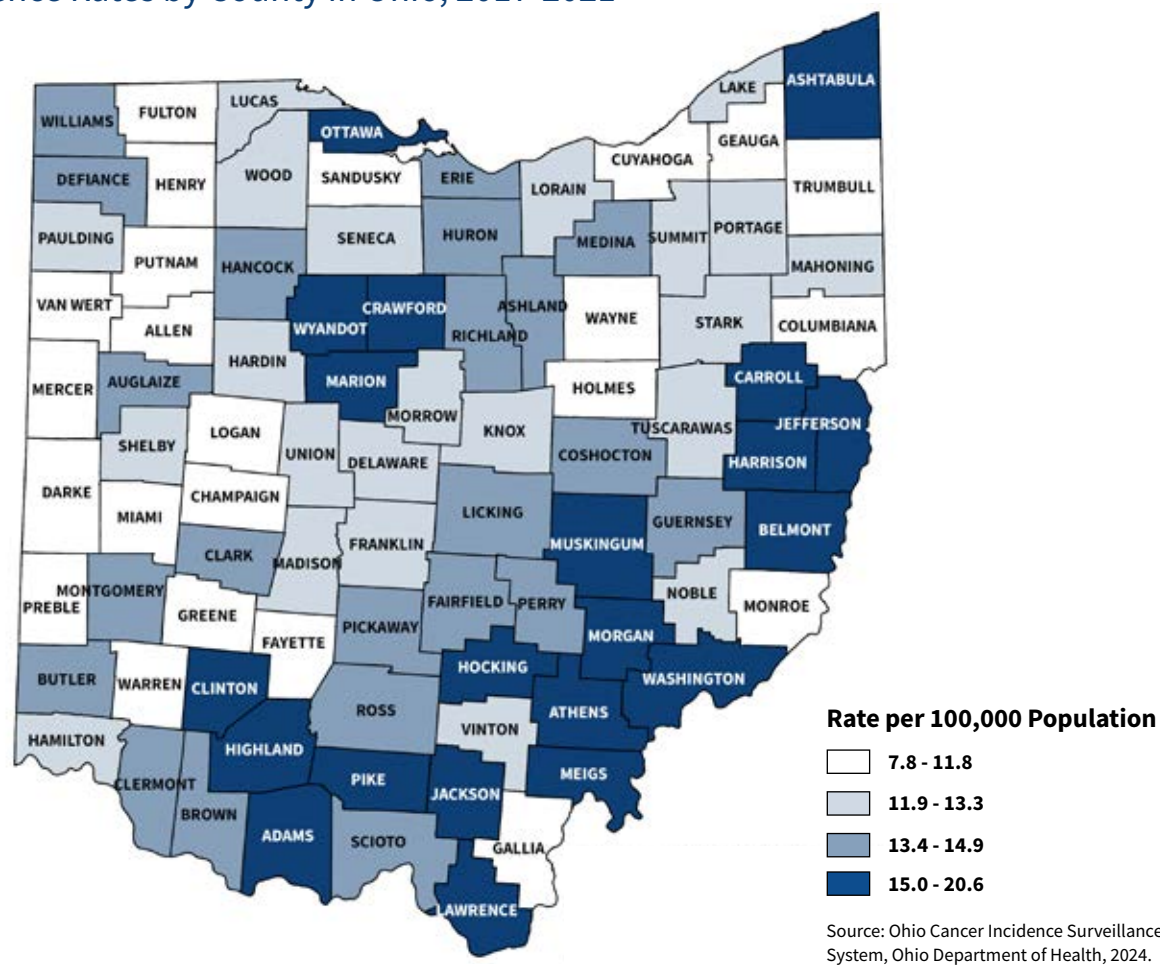 ence Rates by County in Ohio, 2017-2021
ASHTABULA
LAKE
LUCAS
FULTON
WILLIAMS
OTTAWA
GEAUGA
CUYAHOGA
WOOD
SANDUSKY
ERIE
DEFIANCE
HENRY
LORAIN
TRUMBULL
PORTAGE
PAULDING
SENECA
HURON
MEDINA
SUMMIT
PUTNAM
HANCOCK
MAHONING
VAN WERT
CRAWFORD
ASHLAND
ALLEN
WYANDOT
RICHLAND
WAYNE
STARK
COLUMBIANA
HARDIN
MERCER
AUGLAIZE
MARION
HOLMES
CARROLL
MORROW
JEFFERSON
LOGAN
KNOX
TUSCARAWAS
SHELBY
UNION
DELAWARE
COSHOCTON
HARRISON
DARKE
CHAMPAIGN
MIAMI
LICKING
GUERNSEY
BELMONT
FRANKLIN
MUSKINGUM
CLARK
MADISON
MONTGOMERY
NOBLE
PREBLE
GREENE
FAIRFIELD
PERRY
MONROE
PICKAWAY
MORGAN
FAYETTE
HOCKING
BUTLER
WARREN
CLINTON
WASHINGTON
ROSS
ATHENS
VINTON
HAMILTON
HIGHLAND
MEIGS
PIKE
CLERMONT
JACKSON
BROWN
ADAMS
SCIOTO
GALLIA
LAWRENCE
Rate per 100,000 Population
7.8 - 11.8
11.9 - 13.3
13.4 - 14.9
15.0 - 20.6
Source: Ohio Cancer Incidence Surveillance
System, Ohio Department of Health, 2024.